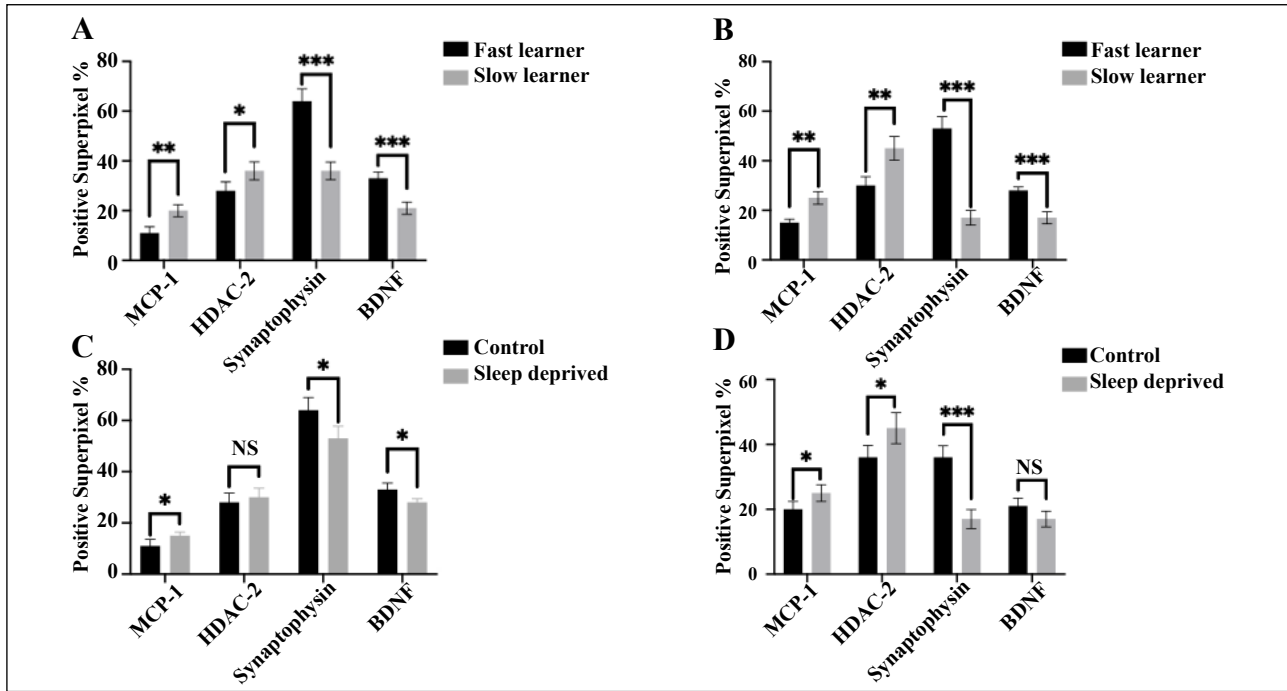 A
Fast learner
Slow learner
Positive Superpixel %
80
60
40
20
0
**
*
***
***
MCP-1
HDAC-2
Synaptophysin
BDNF
B
Fast learner
Slow learner
Positive Superpixel %
80
60
40
20
0
**
**
***
***
MCP-1
HDAC-2
Synaptophysin
BDNF
C
Control
Sleep deprived
Positive Superpixel %
80
60
40
20
0
*
NS
*
*
MCP-1
HDAC-2
Synaptophysin
BDNF
D
Control
Sleep deprived
Positive Superpixel %
60
40
20
0
*
*
***
NS
MCP-1
HDAC-2
Synaptophysin
BDNF